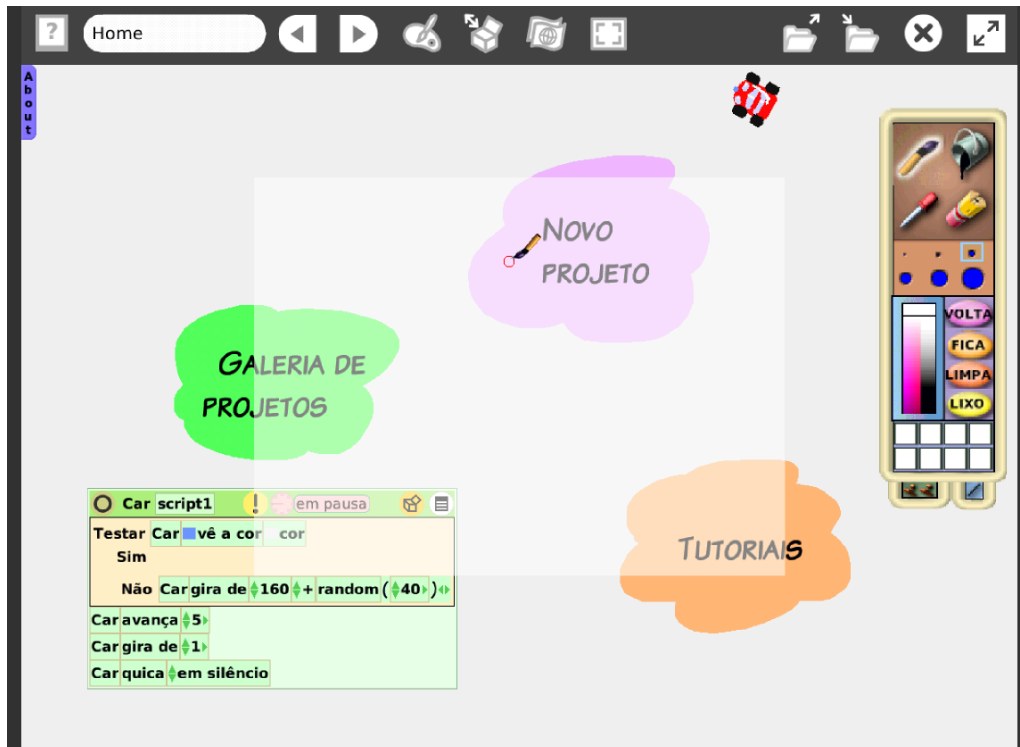 ?
Home
About
Novo
projeto
Galeria de
projetos
Tutoriais
VOLTA
FICA
LIMPA
LIXO
Car script1 ! em pausa
Testar Car vê a cor cor
Sim
Não Car gira de 160 + random ( 40 )
Car avança 5
Car gira de 1
Car quica em silêncio